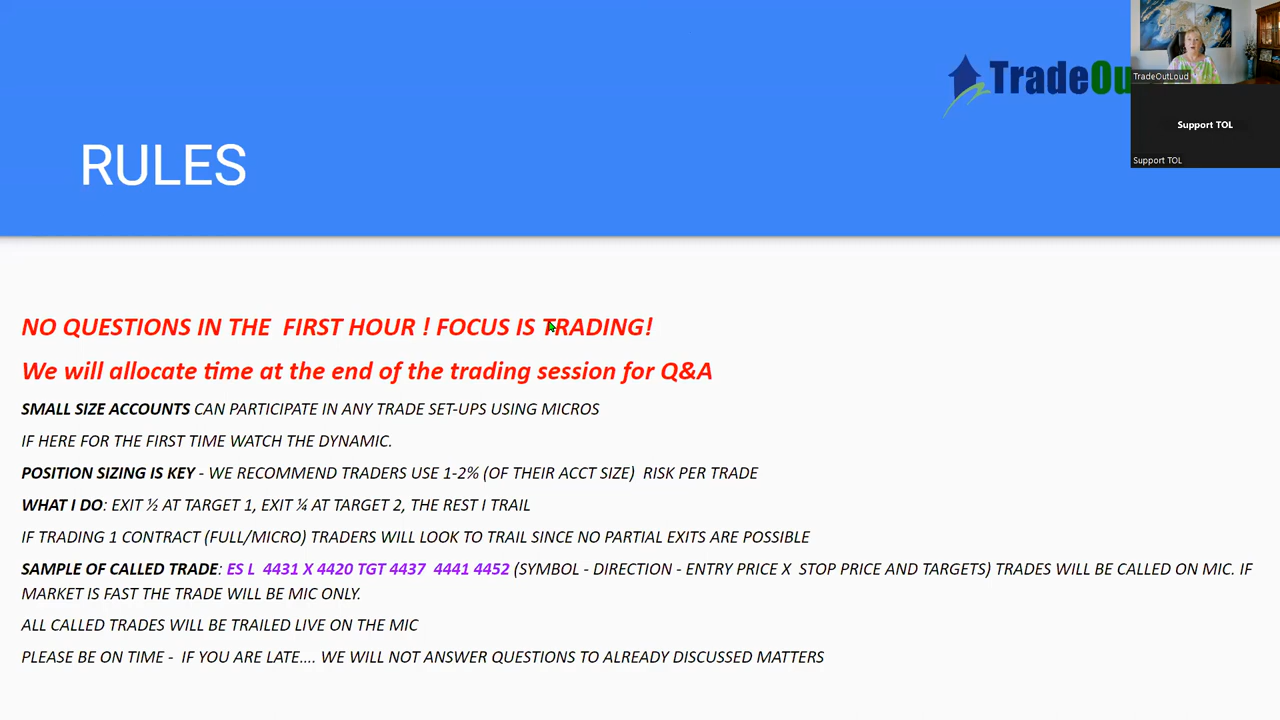 TradeOu
TradeOutLoud
Support TOL
Support TOL
RULES
NO QUESTIONS IN THE FIRST HOUR ! FOCUS IS TRADING!
We will allocate time at the end of the trading session for Q&A
SMALL SIZE ACCOUNTS CAN PARTICIPATE IN ANY TRADE SET-UPS USING MICROS
IF HERE FOR THE FIRST TIME WATCH THE DYNAMIC.
POSITION SIZING IS KEY - WE RECOMMEND TRADERS USE 1-2% (OF THEIR ACCT SIZE) RISK PER TRADE
WHAT I DO: EXIT ½ AT TARGET 1, EXIT ¼ AT TARGET 2, THE REST I TRAIL
IF TRADING 1 CONTRACT (FULL/MICRO) TRADERS WILL LOOK TO TRAIL SINCE NO PARTIAL EXITS ARE POSSIBLE
SAMPLE OF CALLED TRADE: ES L 4431 X 4420 TGT 4437 4441 4452 (SYMBOL - DIRECTION - ENTRY PRICE X STOP PRICE AND TARGETS) TRADES WILL BE CALLED ON MIC. IF
MARKET IS FAST THE TRADE WILL BE MIC ONLY.
ALL CALLED TRADES WILL BE TRAILED LIVE ON THE MIC
PLEASE BE ON TIME - IF YOU ARE LATE.... WE WILL NOT ANSWER QUESTIONS TO ALREADY DISCUSSED MATTERS